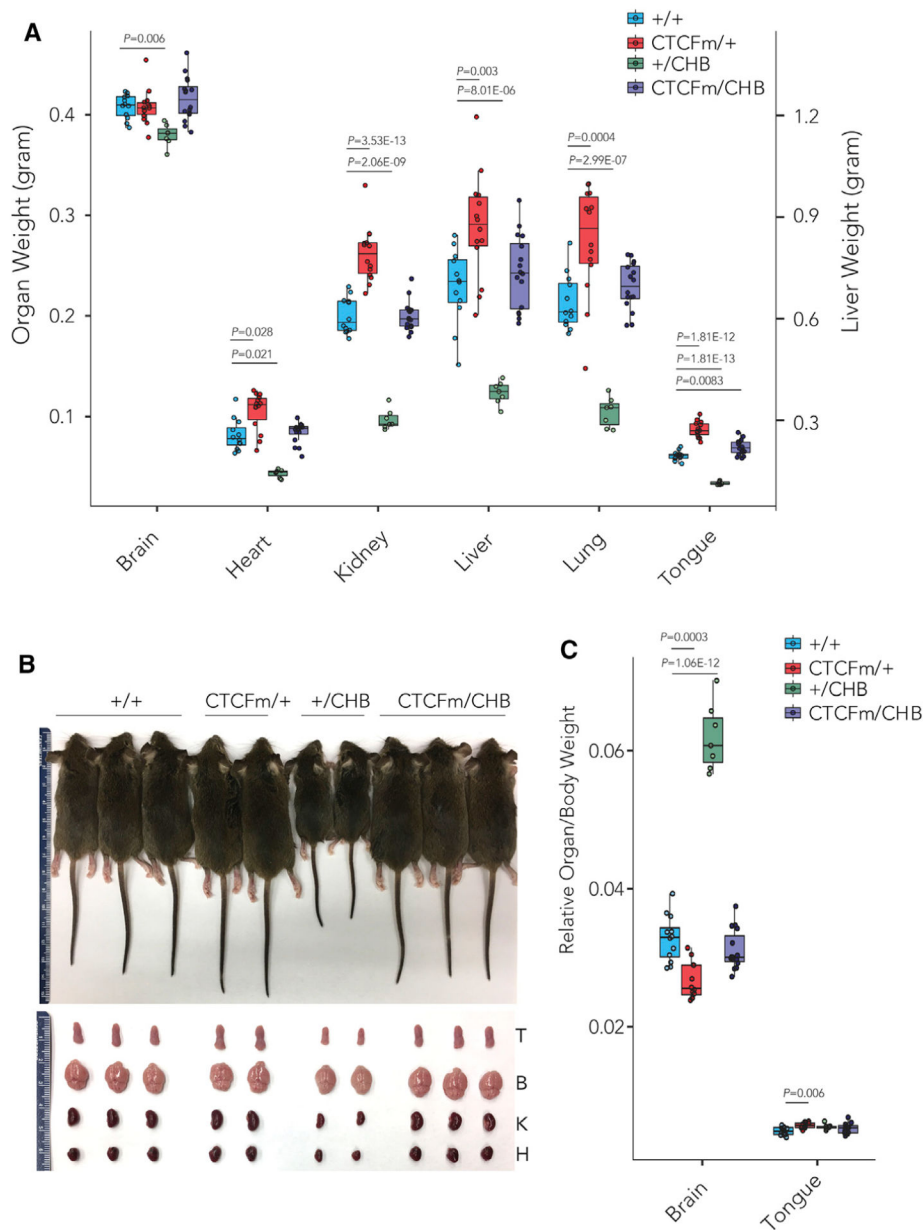 A
+/+
CTCFm/+
+/CHB
CTCFm/CHB
P=0.006
P=0.003
P=8.01E-06
P=0.0004
P=2.99E-07
P=3.53E-13
P=2.06E-09
P=0.028
P=0.021
P=1.81E-12
P=1.81E-13
P=0.0083
Organ Weight (gram)
0.4
0.3
0.2
0.1
Liver Weight (gram)
1.2
0.9
0.6
0.3
Brain
Heart
Kidney
Liver
Lung
Tongue
B
+/+ CTCFm/+ +/CHB CTCFm/CHB
T
B
K
H
C
+/+
CTCFm/+
+/CHB
CTCFm/CHB
P=0.0003
P=1.06E-12
P=0.006
Relative Organ/Body Weight
0.06
0.04
0.02
Brain
Tongue